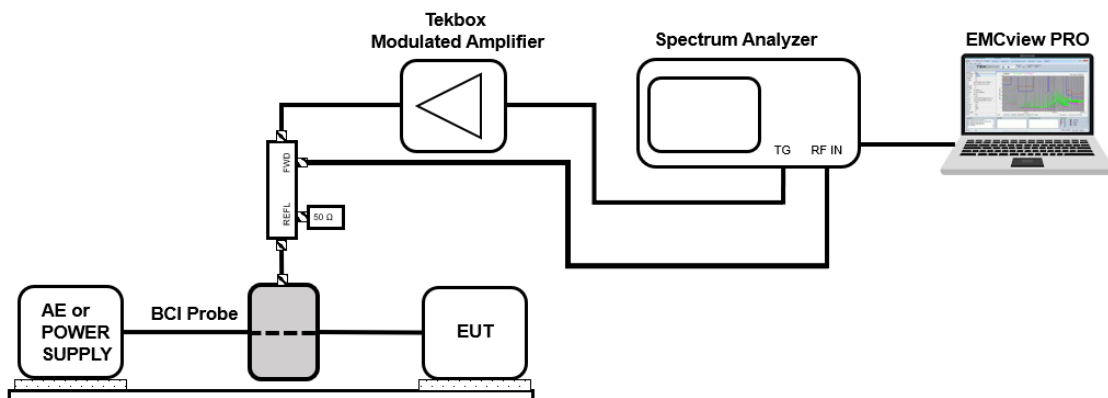 Tekbox
Modulated Amplifier
Spectrum Analyzer
EMCview PRO
TG
RF IN
FWD
REFL
50 Ω
AE or
POWER
SUPPLY
BCI Probe
EUT